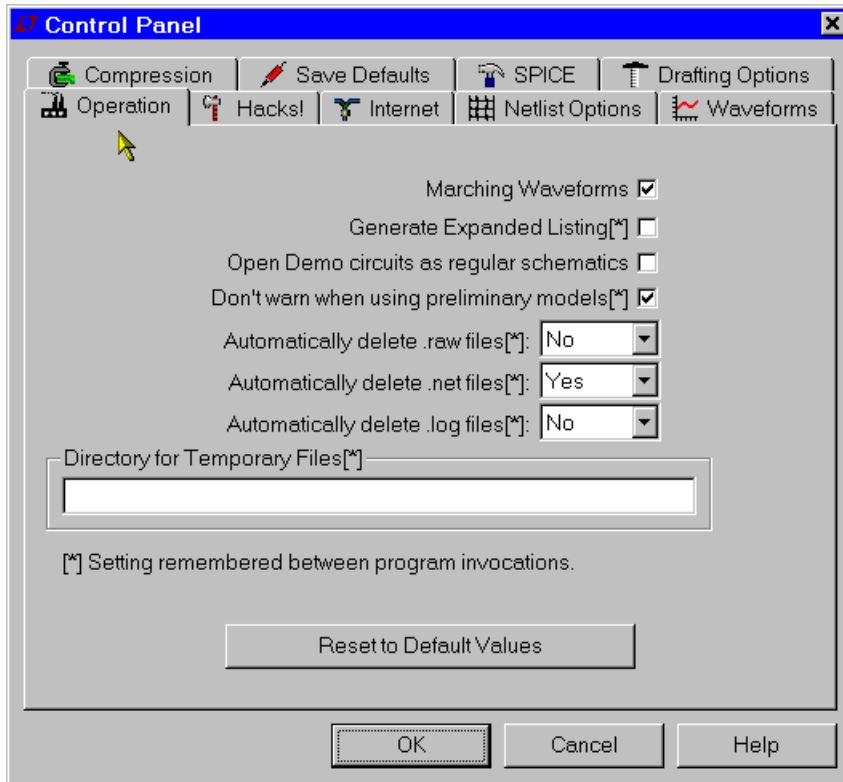 Control Panel
Compression Save Defaults SPICE Drafting Options
Operation Hacks! Internet Netlist Options Waveforms
Marching Waveforms
Generate Expanded Listing[*]
Open Demo circuits as regular schematics
Don't warn when using preliminary models[*]
Automatically delete .raw files[*]: No
Automatically delete .net files[*]: Yes
Automatically delete .log files[*]: No
Directory for Temporary Files[*]
[*] Setting remembered between program invocations.
Reset to Default Values
OK Cancel Help